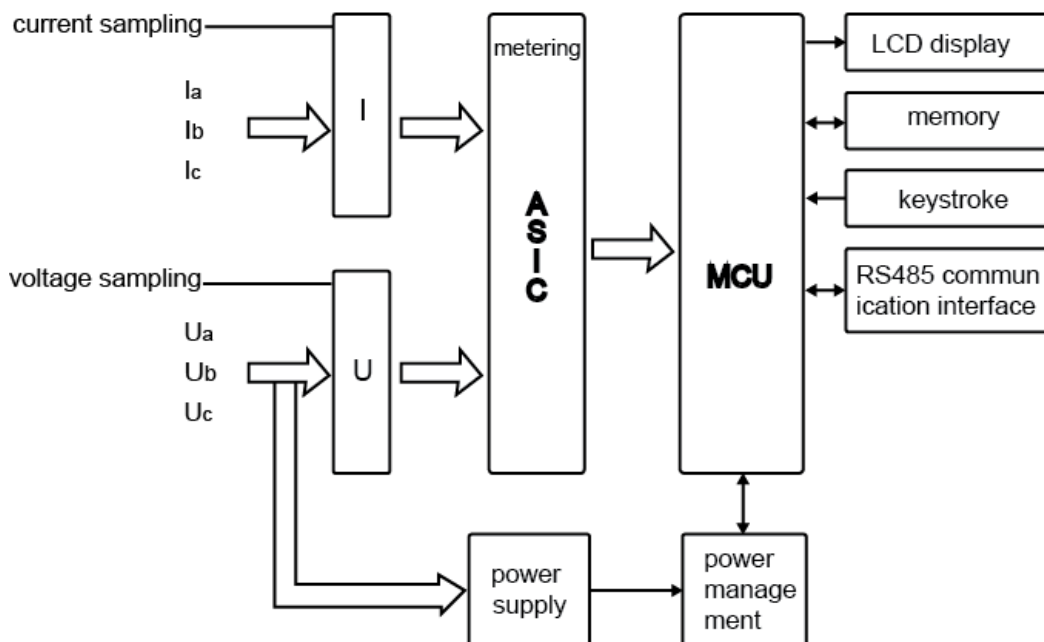 current sampling
Ia
Ib
Ic
I
voltage sampling
Ua
Ub
Uc
U
metering
A
S
I
C
MCU
LCD display
memory
keystroke
RS485 commun
ication interface
power
supply
power
manage
ment